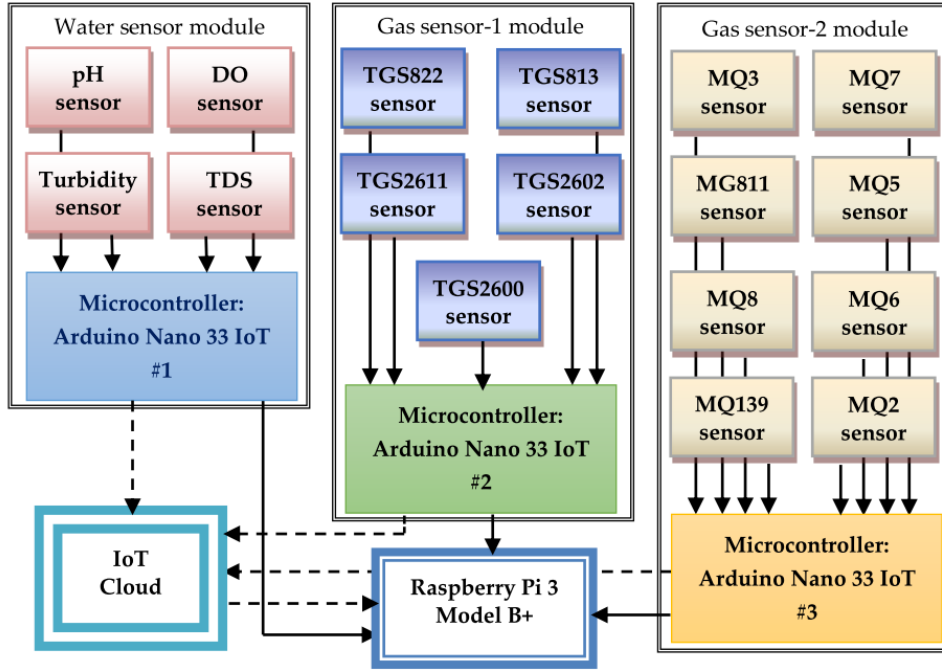 Water sensor module
pH
sensor
DO
sensor
Turbidity
sensor
TDS
sensor
Microcontroller:
Arduino Nano 33 IoT
#1
Gas sensor-1 module
TGS822
sensor
TGS813
sensor
TGS2611
sensor
TGS2602
sensor
TGS2600
sensor
Microcontroller:
Arduino Nano 33 IoT
#2
Gas sensor-2 module
MQ3
sensor
MQ7
sensor
MG811
sensor
MQ5
sensor
MQ8
sensor
MQ6
sensor
MQ139
sensor
MQ2
sensor
Microcontroller:
Arduino Nano 33 IoT
#3
IoT
Cloud
Raspberry Pi 3
Model B+